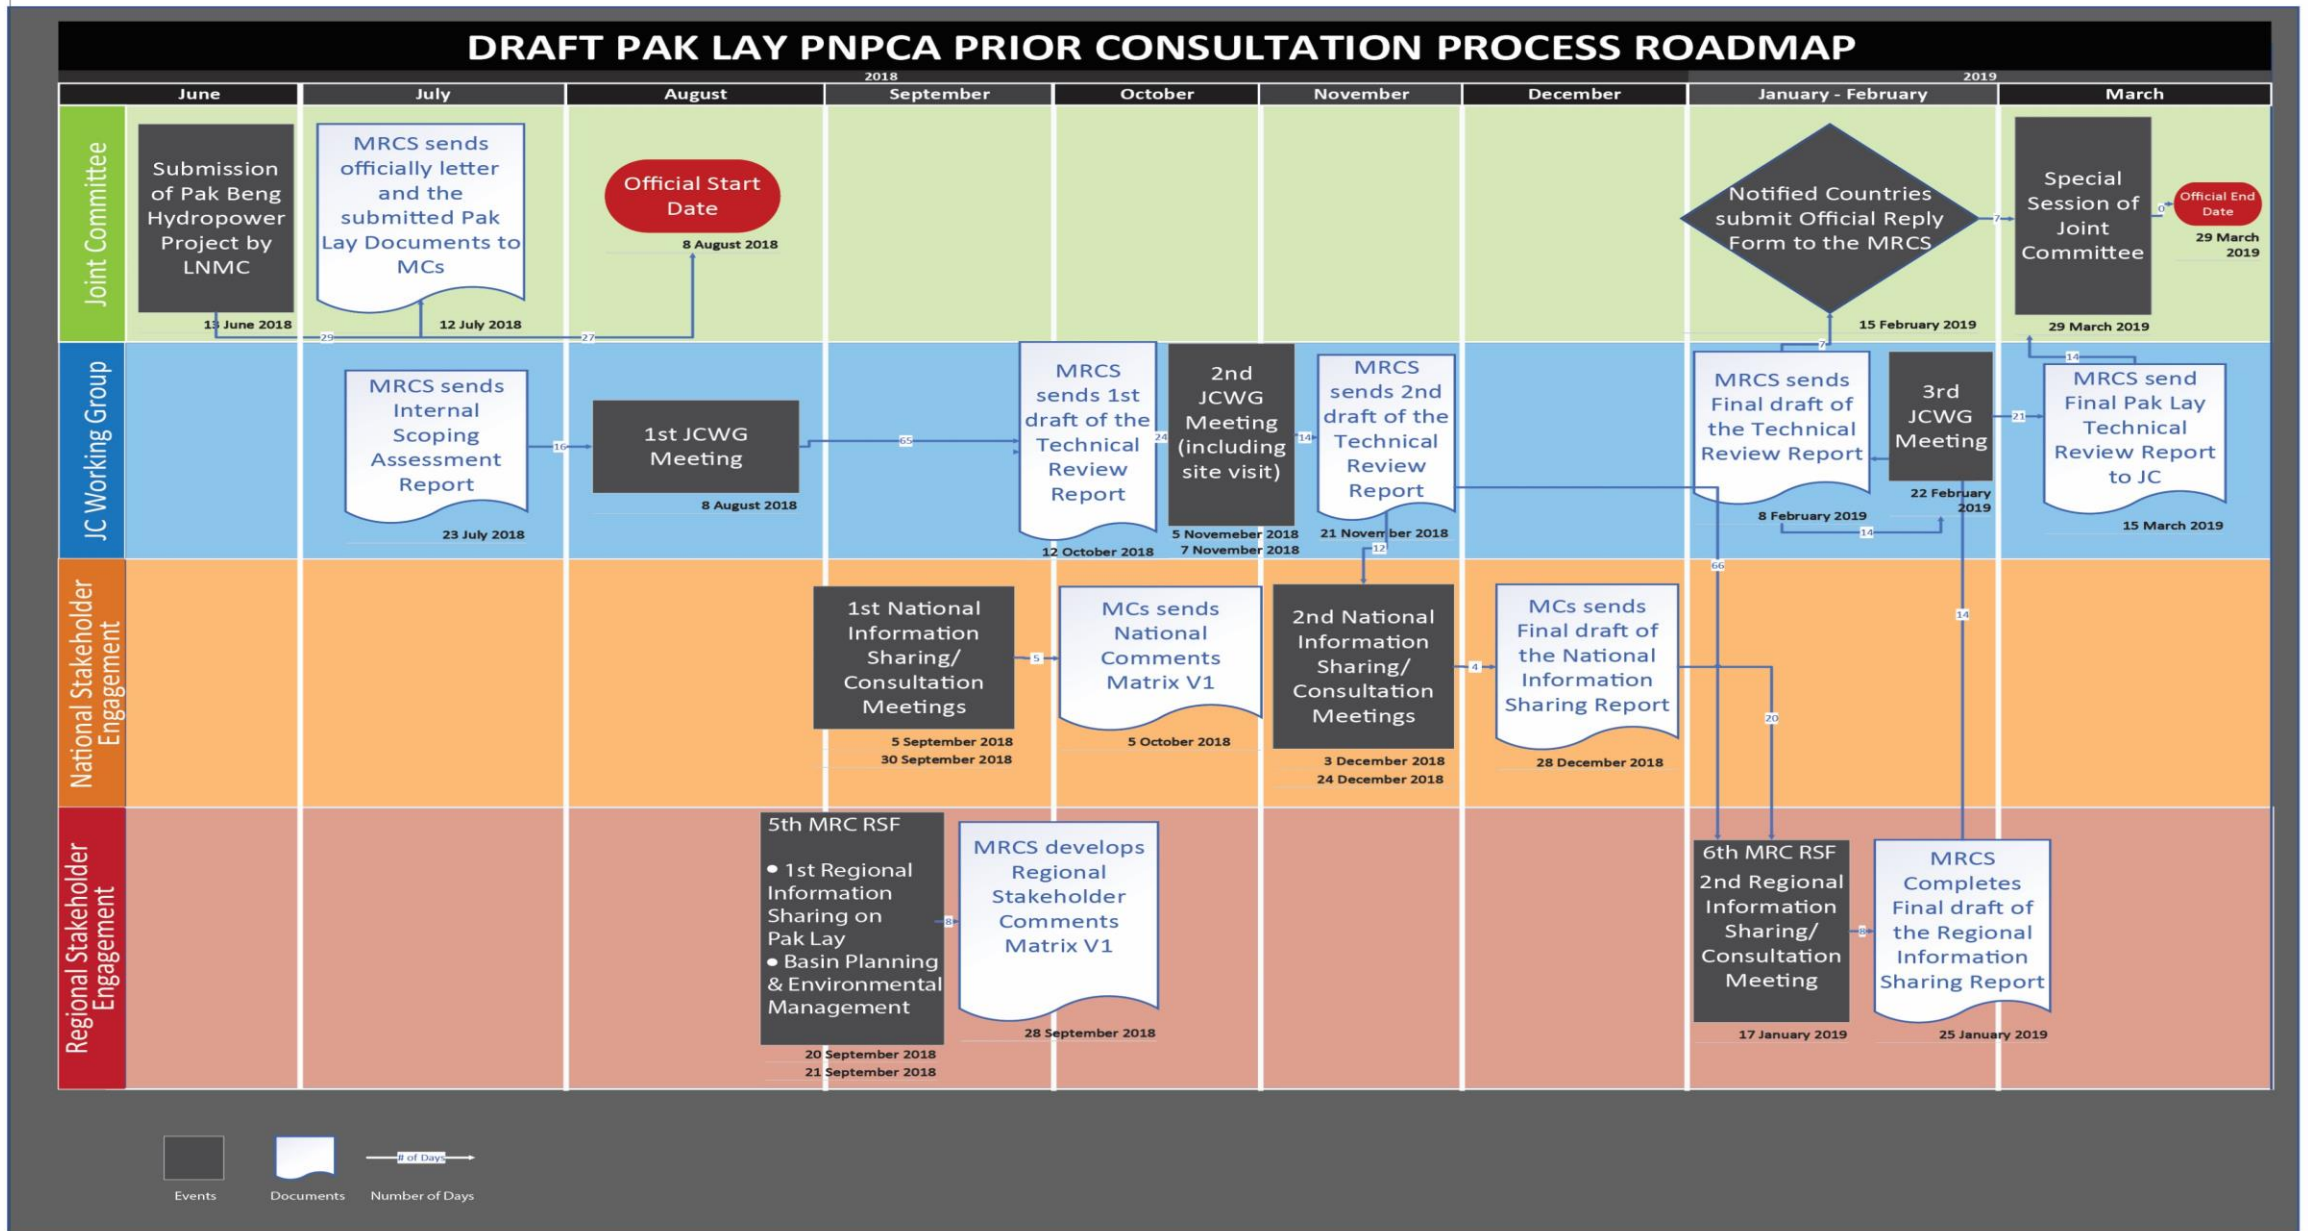 DRAFT PAK LAY PNPCA PRIOR CONSULTATION PROCESS ROADMAP
2018
2019
June
July
August
September
October
November
December
January - February
March
Joint Committee
Submission
of Pak Beng
Hydropower
Project by
LNMC
13 June 2018
29
MRCS sends
officially letter
and the
submitted Pak
Lay Documents to
MCs
12 July 2018
27
Official Start
Date
8 August 2018
Notified Countries
submit Official Reply
Form to the MRCS
15 February 2019
7
7
Special
Session of
Joint
Committee
29 March 2019
0
Official End
Date
29 March
2019
JC Working Group
MRCS sends
Internal
Scoping
Assessment
Report
23 July 2018
16
1st JCWG
Meeting
8 August 2018
65
MRCS
sends 1st
draft of the
Technical
Review
Report
12 October 2018
24
2nd
JCWG
Meeting
(including
site visit)
5 Novemeber 2018
7 November 2018
14
MRCS
sends 2nd
draft of the
Technical
Review
Report
21 November 2018
12
66
MRCS sends
Final draft of
the Technical
Review Report
8 February 2019
14
3rd
JCWG
Meeting
22 February
2019
21
14
MRCS send
Final Pak Lay
Technical
Review Report
to JC
15 March 2019
National Stakeholder
Engagement
1st National
Information
Sharing/
Consultation
Meetings
5 September 2018
30 September 2018
5
MCs sends
National
Comments
Matrix V1
5 October 2018
2nd National
Information
Sharing/
Consultation
Meetings
3 December 2018
24 December 2018
4
MCs sends
Final draft of
the National
Information
Sharing Report
28 December 2018
20
14
Regional Stakeholder
Engagement
5th MRC RSF
• 1st Regional
Information
Sharing on
Pak Lay
• Basin Planning
& Environmental
Management
20 September 2018
21 September 2018
8
MRCS develops
Regional
Stakeholder
Comments
Matrix V1
28 September 2018
6th MRC RSF
2nd Regional
Information
Sharing/
Consultation
Meeting
17 January 2019
8
MRCS
Completes
Final draft of
the Regional
Information
Sharing Report
25 January 2019
# of Days
Events
Documents
Number of Days